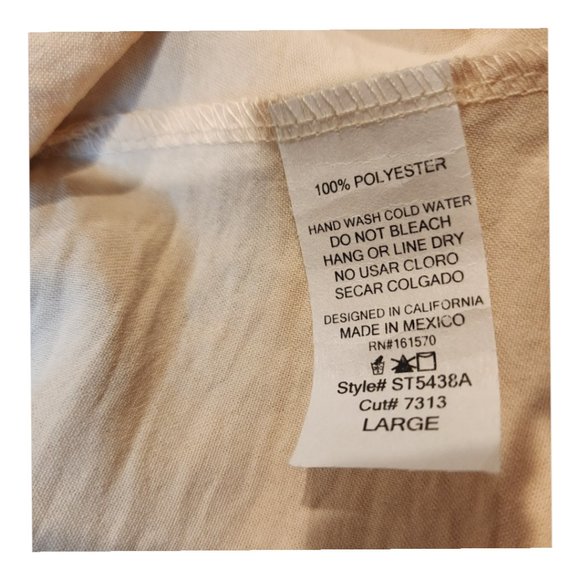 100% POLYESTER
HAND WASH COLD WATER
DO NOT BLEACH
HANG OR LINE DRY
NO USAR CLORO
SECAR COLGADO
DESIGNED IN CALIFORNIA
MADE IN MEXICO
RN#161570
Style# ST5438A
Cut# 7313
LARGE